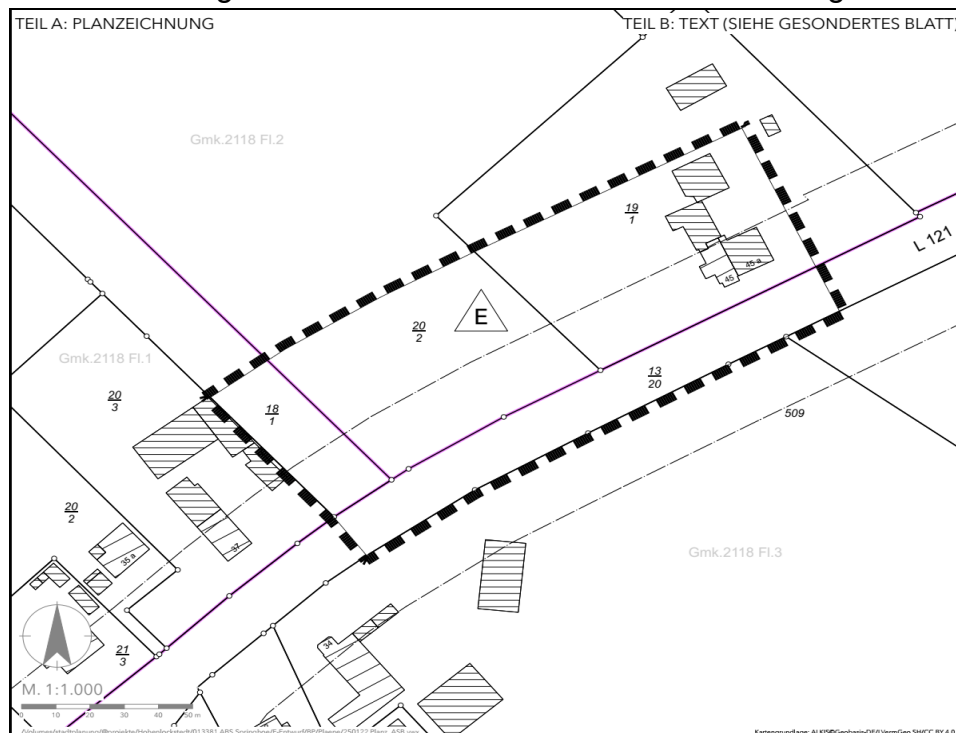 TEIL A: PLANZEICHNUNG
TEIL B: TEXT (SIEHE GESONDERTES BLATT)
Gmk.2118 Fl.2
19
1
L 121
45 a
45
20
2
E
Gmk.2118 Fl.1
20
3
18
1
13
20
509
20
2
37
35 a
Gmk.2118 Fl.3
34
21
3
M. 1:1.000
0 10 20 30 40 50 m